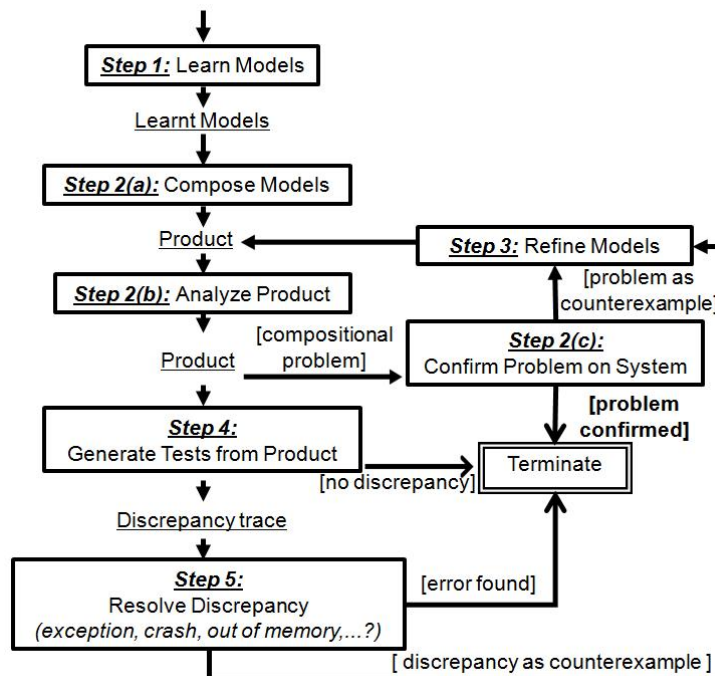 Step 1: Learn Models
Learnt Models
Step 2(a): Compose Models
Product
Step 3: Refine Models
Step 2(b): Analyze Product
[problem as
counterexample]
Product
[compositional
problem]
Step 2(c):
Confirm Problem on System
Step 4:
Generate Tests from Product
[problem
confirmed]
[no discrepancy]
Terminate
Discrepancy trace
Step 5:
Resolve Discrepancy
(exception, crash, out of memory,...?)
[error found]
[ discrepancy as counterexample ]